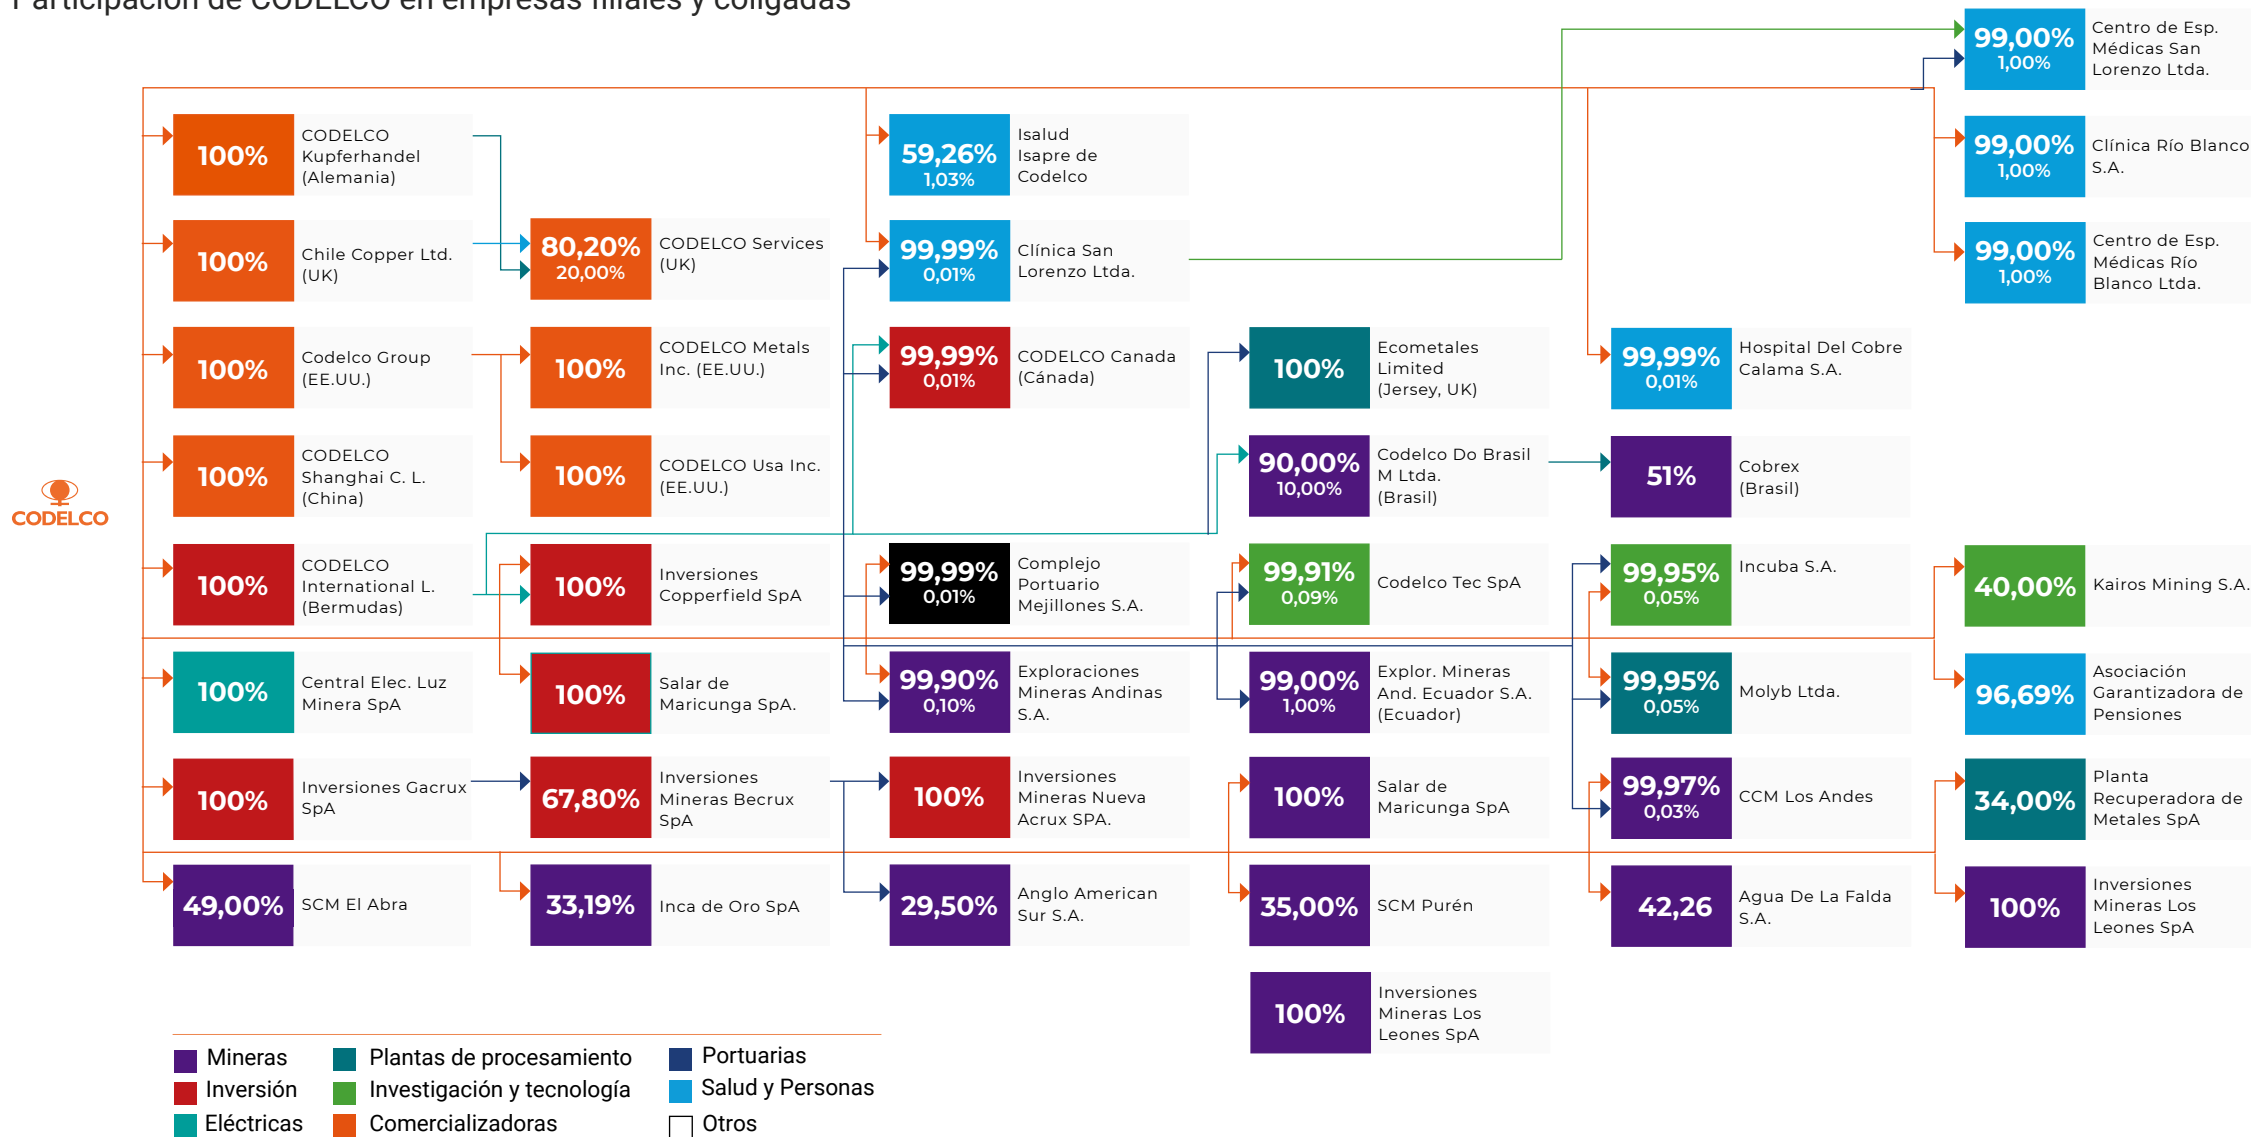 Participación de CODELCO en empresas filiales y coligadas
CODELCO
100%
CODELCO
Kupferhandel
(Alemania)
100%
Chile Copper Ltd.
(UK)
100%
Codelco Group
(EE.UU.)
100%
CODELCO
Shanghai C. L.
(China)
100%
CODELCO
International L.
(Bermudas)
100%
Central Elec. Luz
Minera SpA
100%
Inversiones Gacrux
SpA
49,00%
SCM El Abra
80,20%
20,00%
CODELCO Services
(UK)
100%
CODELCO Metals
Inc. (EE.UU.)
100%
CODELCO Usa Inc.
(EE.UU.)
100%
Inversiones
Copperfield SpA
100%
Salar de
Maricunga SpA.
67,80%
Inversiones
Mineras Becrux
SpA
33,19%
Inca de Oro SpA
59,26%
1,03%
Isalud
Isapre de
Codelco
99,99%
0,01%
Clínica San
Lorenzo Ltda.
99,99%
0,01%
CODELCO Canada
(Cánada)
99,99%
0,01%
Complejo
Portuario
Mejillones S.A.
99,90%
0,10%
Exploraciones
Mineras Andinas
S.A.
100%
Inversiones
Mineras Nueva
Acrux SPA.
29,50%
Anglo American
Sur S.A.
100%
Ecometales
Limited
(Jersey, UK)
90,00%
10,00%
Codelco Do Brasil
M Ltda.
(Brasil)
99,91%
0,09%
Codelco Tec SpA
99,00%
1,00%
Explor. Mineras
And. Ecuador S.A.
(Ecuador)
100%
Salar de
Maricunga SpA
35,00%
SCM Purén
100%
Inversiones
Mineras Los
Leones SpA
99,99%
0,01%
Hospital Del Cobre
Calama S.A.
51%
Cobrex
(Brasil)
99,95%
0,05%
Incuba S.A.
99,95%
0,05%
Molyb Ltda.
99,97%
0,03%
CCM Los Andes
42,26
Agua De La Falda
S.A.
99,00%
1,00%
Centro de Esp.
Médicas San
Lorenzo Ltda.
99,00%
1,00%
Clínica Río Blanco
S.A.
99,00%
1,00%
Centro de Esp.
Médicas Río
Blanco Ltda.
40,00%
Kairos Mining S.A.
96,69%
Asociación
Garantizadora de
Pensiones
34,00%
Planta
Recuperadora de
Metales SpA
100%
Inversiones
Mineras Los
Leones SpA
Mineras
Inversión
Eléctricas
Plantas de procesamiento
Investigación y tecnología
Comercializadoras
Portuarias
Salud y Personas
Otros